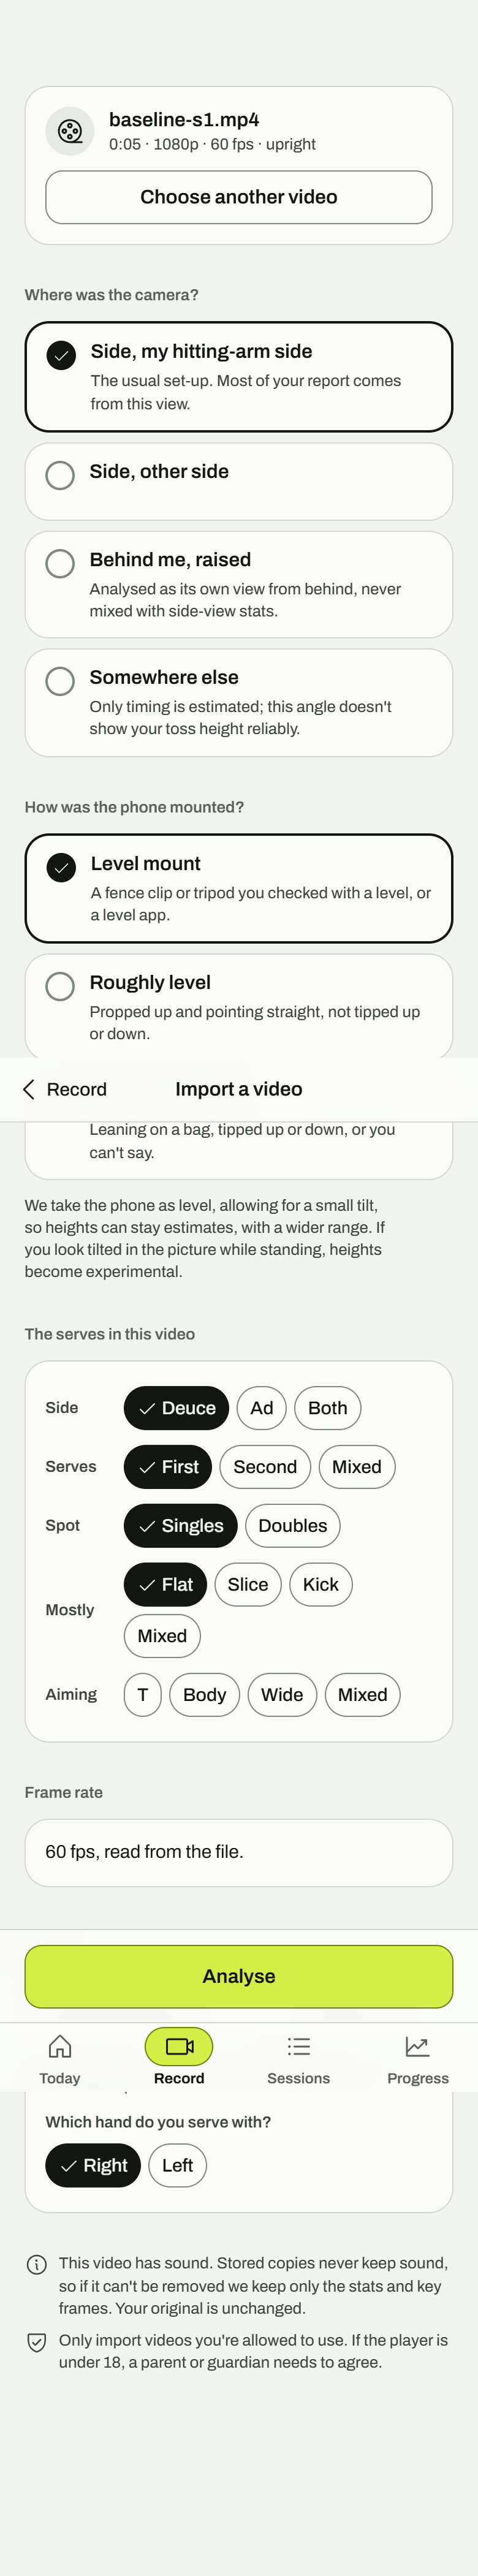 baseline-s1.mp4
0:05 · 1080p · 60 fps · upright
Choose another video
Where was the camera?
Side, my hitting-arm side
The usual set-up. Most of your report comes
from this view.
Side, other side
Behind me, raised
Analysed as its own view from behind, never
mixed with side-view stats.
Somewhere else
Only timing is estimated; this angle doesn't
show your toss height reliably.
How was the phone mounted?
Level mount
A fence clip or tripod you checked with a level, or
a level app.
Roughly level
Propped up and pointing straight, not tipped up
or down.
Record
Import a video
Leaning on a bag, tipped up or down, or you
can't say.
We take the phone as level, allowing for a small tilt,
so heights can stay estimates, with a wider range. If
you look tilted in the picture while standing, heights
become experimental.
The serves in this video
Side Deuce Ad Both
Serves First Second Mixed
Spot Singles Doubles
Mostly Flat Slice Kick
Mixed
Aiming T Body Wide Mixed
Frame rate
60 fps, read from the file.
Analyse
Today Record Sessions Progress
Which hand do you serve with?
Right Left
This video has sound. Stored copies never keep sound,
so if it can't be removed we keep only the stats and key
frames. Your original is unchanged.
Only import videos you're allowed to use. If the player is
under 18, a parent or guardian needs to agree.